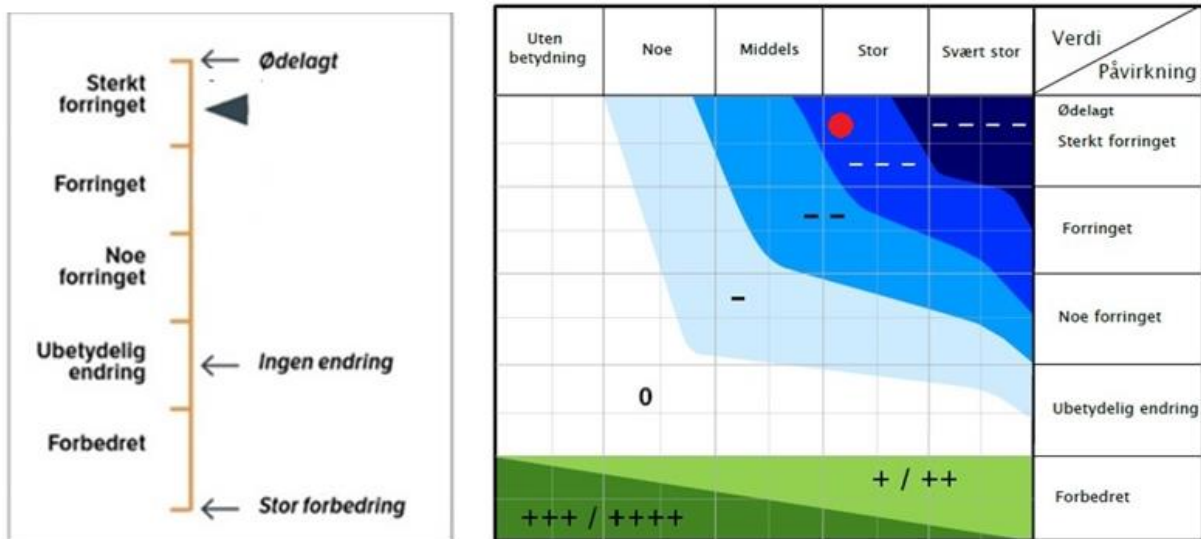 Ødelagt
Sterkt
forringet
Forringet
Noe
forringet
Ubetydelig
endring
Ingen endring
Forbedret
Stor forbedring
Uten
betydning
Noe
Middels
Stor
Svært stor
Verdi
Påvirkning
Ødelagt
Sterkt forringet
Forringet
Noe forringet
Ubetydelig endring
Forbedret
- - - -
- - -
- -
-
0
+ / ++
+++ / ++++